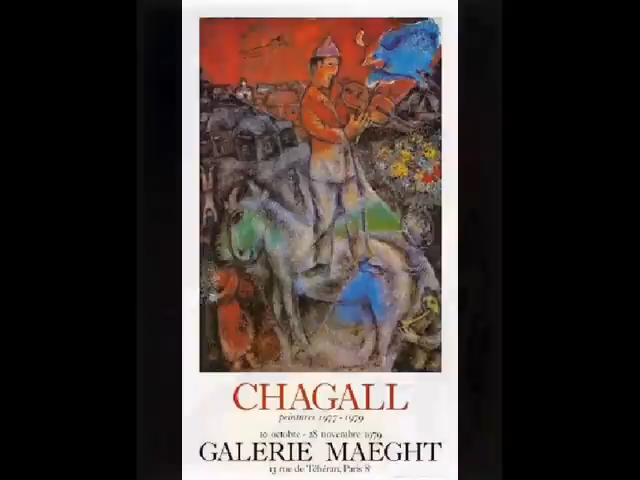 CHAGALL
peintures 1977 - 1979
10 octobre - 28 novembre 1979
GALERIE MAEGHT
13 rue de Téhéran, Paris 8